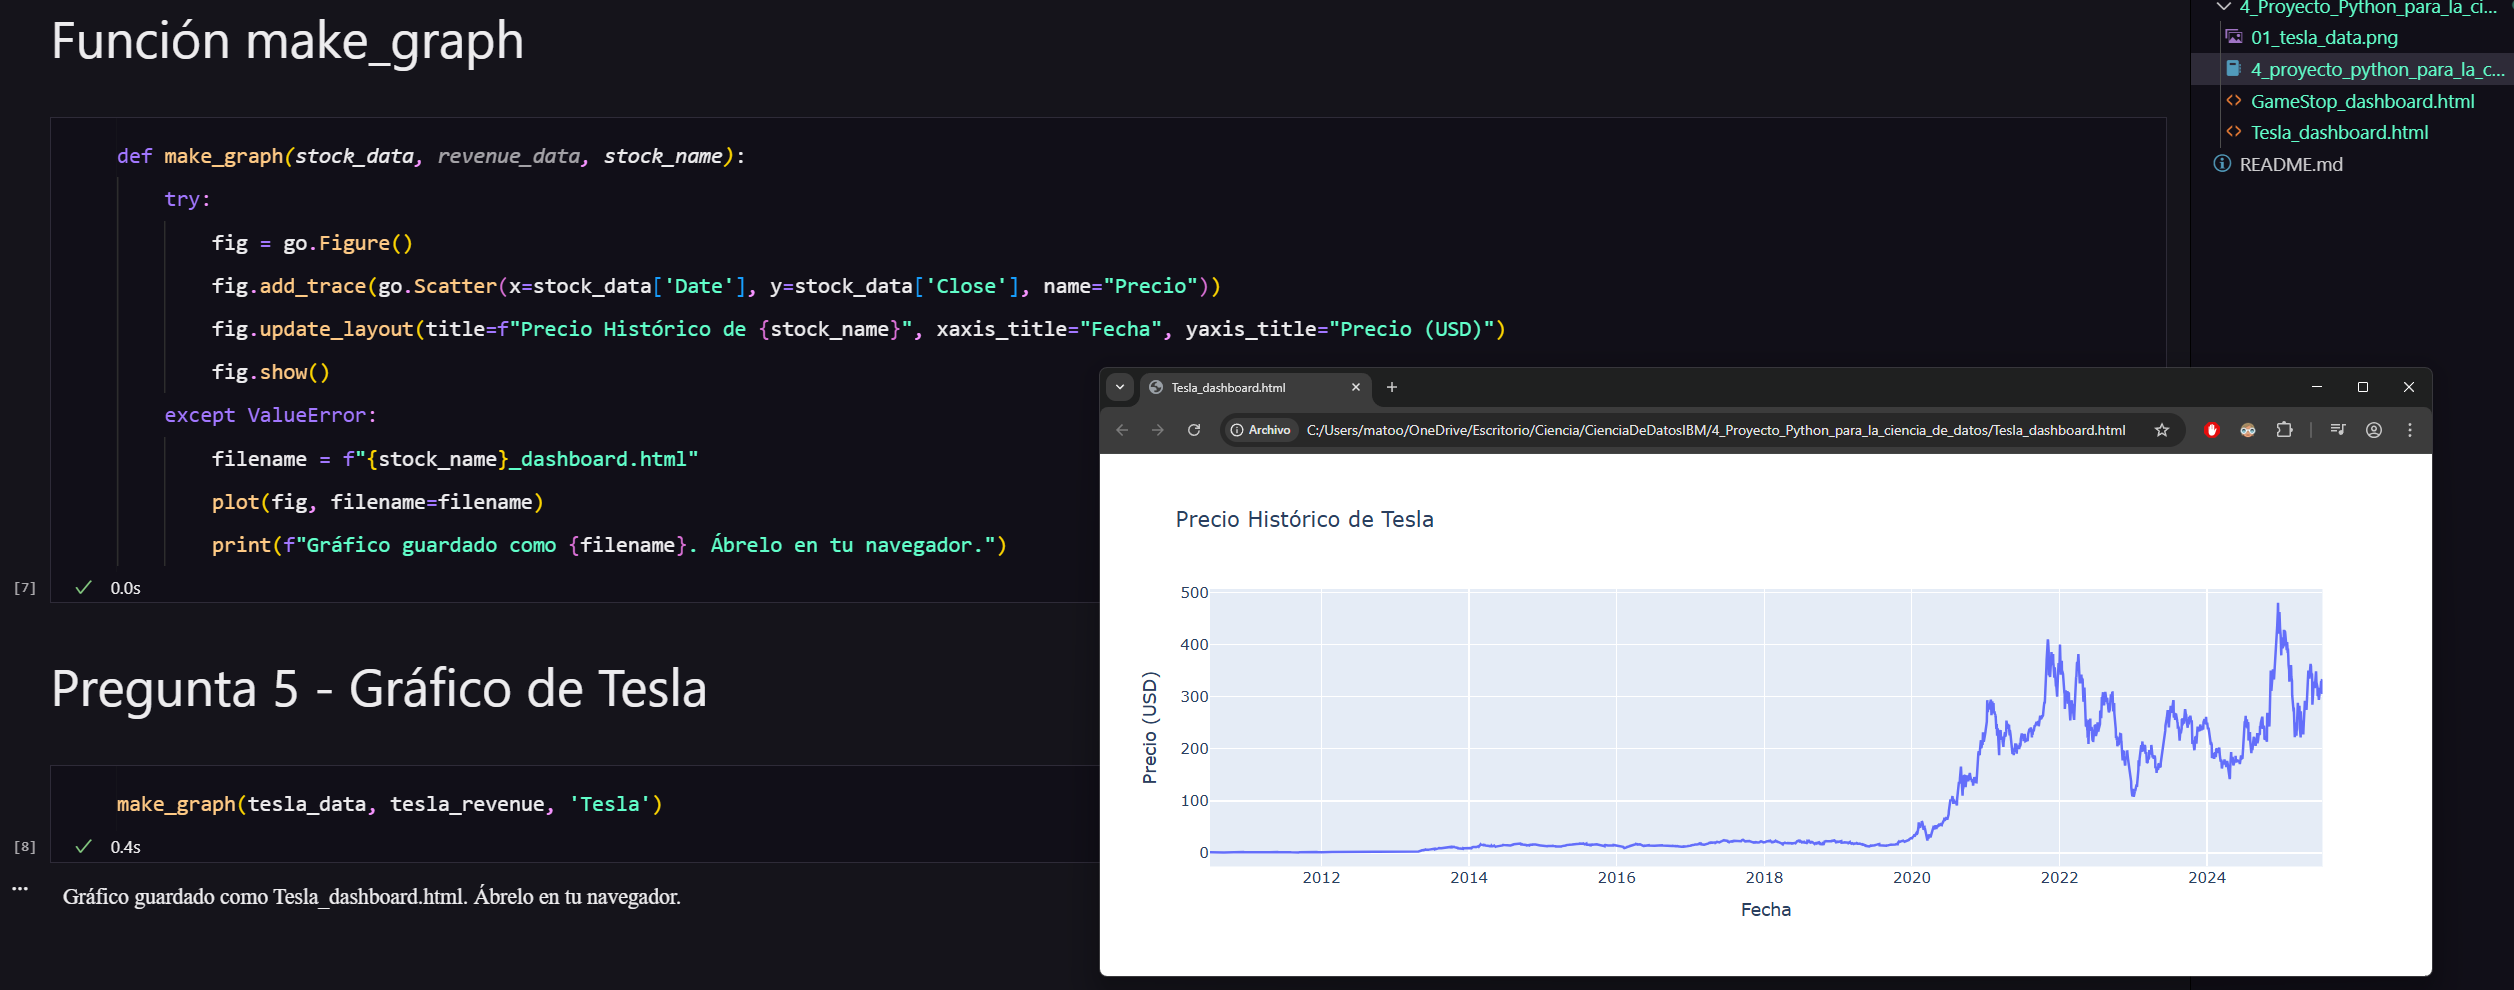 Función make_graph
def make_graph(stock_data, revenue_data, stock_name):
try:
fig = go.Figure()
fig.add_trace(go.Scatter(x=stock_data['Date'], y=stock_data['Close'], name="Precio"))
fig.update_layout(title=f"Precio Histórico de {stock_name}", xaxis_title="Fecha", yaxis_title="Precio (USD)")
fig.show()
except ValueError:
filename = f"{stock_name}_dashboard.html"
plot(fig, filename=filename)
print(f"Gráfico guardado como {filename}. Ábrelo en tu navegador.")
[7]
0.0s
Pregunta 5 - Gráfico de Tesla
make_graph(tesla_data, tesla_revenue, 'Tesla')
[8]
0.4s
Gráfico guardado como Tesla_dashboard.html. Ábrelo en tu navegador.
4_Proyecto_Python_para_la_ci...
01_tesla_data.png
4_proyecto_python_para_la_c...
GameStop_dashboard.html
Tesla_dashboard.html
README.md
Tesla_dashboard.html
Archivo
C:/Users/matoo/OneDrive/Escritorio/Ciencia/CienciaDeDatosIBM/4_Proyecto_Python_para_la_ciencia_de_datos/Tesla_dashboard.html
Precio Histórico de Tesla
Precio (USD)
500
400
300
200
100
0
2012
2014
2016
2018
2020
2022
2024
Fecha